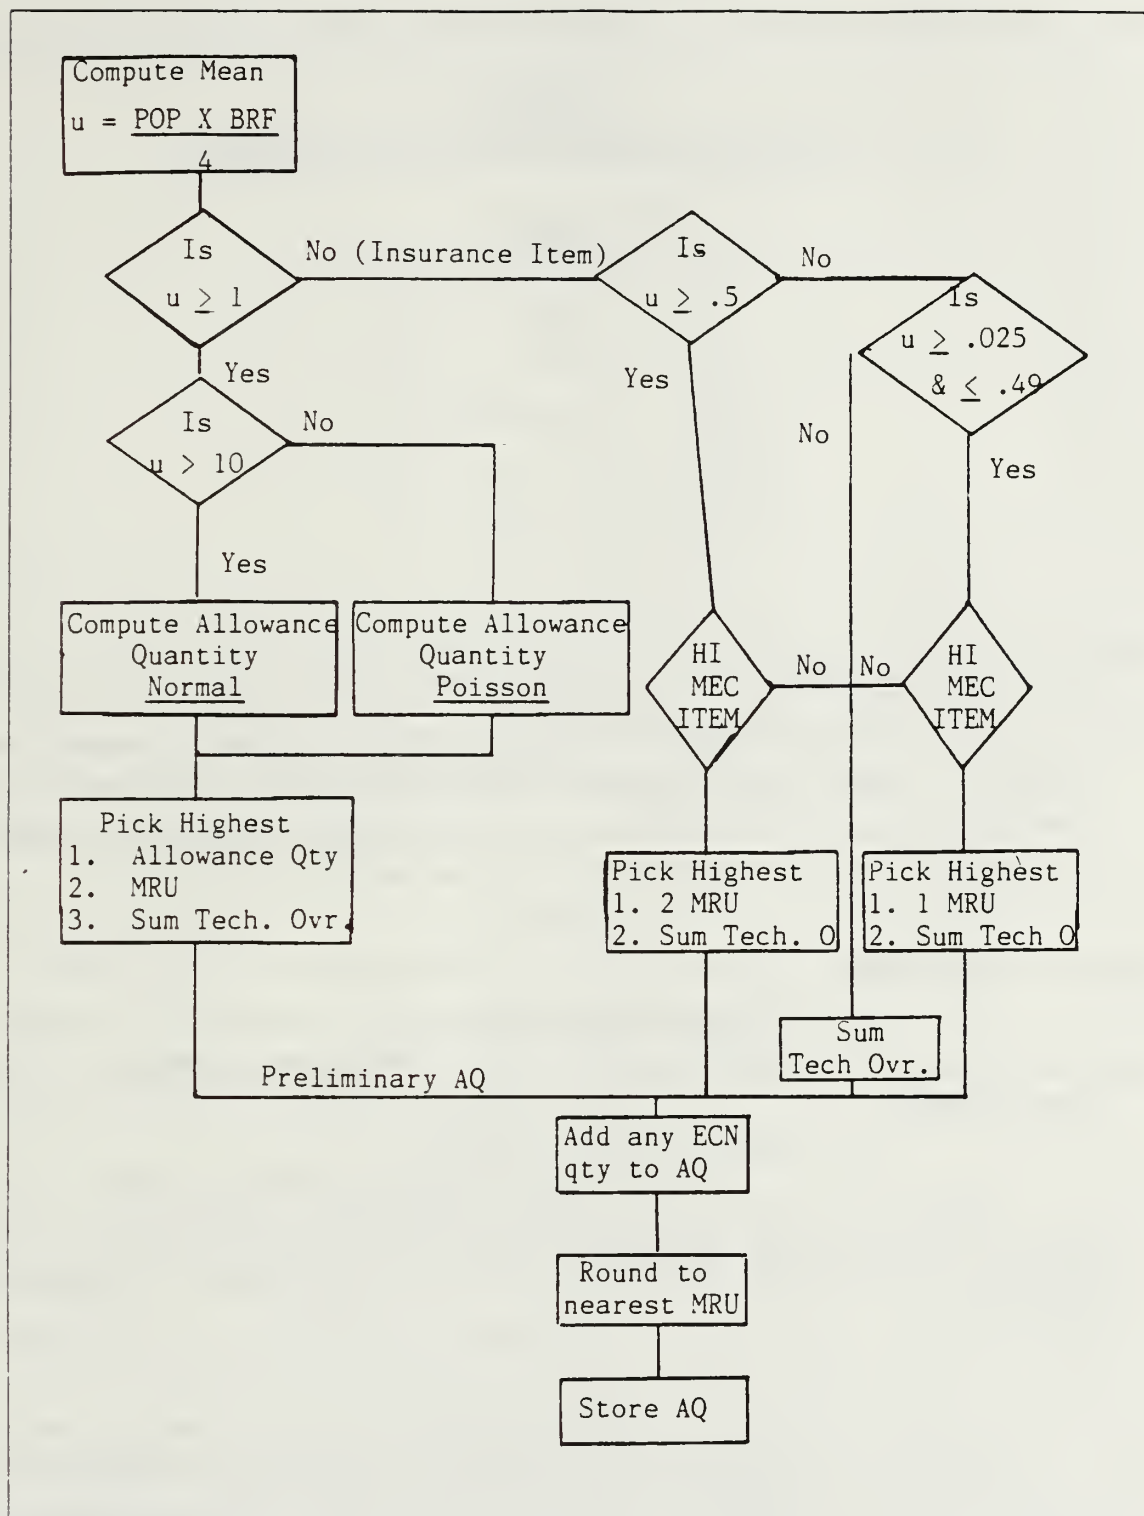 Compute Mean
u = POP X BRF
4
Is
u ≥ 1
No (Insurance Item)
Is
u ≥ .5
No
Is
u ≥ .025
& ≤ .49
Yes
Is
u > 10
No
Yes
No
Yes
Yes
Compute Allowance
Quantity
Normal
Compute Allowance
Quantity
Poisson
HI
MEC
ITEM
No
No
HI
MEC
ITEM
Pick Highest
1. Allowance Qty
2. MRU
3. Sum Tech. Ovr.
Pick Highest
1. 2 MRU
2. Sum Tech. O
Pick Highest
1. 1 MRU
2. Sum Tech O
Sum
Tech Ovr.
Preliminary AQ
Add any ECN
qty to AQ
Round to
nearest MRU
Store AQ